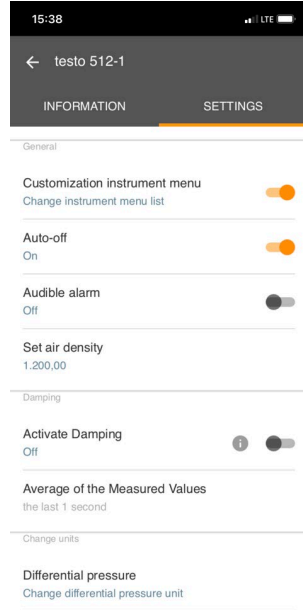 15:38
LTE
testo 512-1
INFORMATION SETTINGS
General
Customization instrument menu
Change instrument menu list
Auto-off
On
Audible alarm
Off
Set air density
1.200,00
Damping
Activate Damping
Off
Average of the Measured Values
the last 1 second
Change units
Differential pressure
Change differential pressure unit